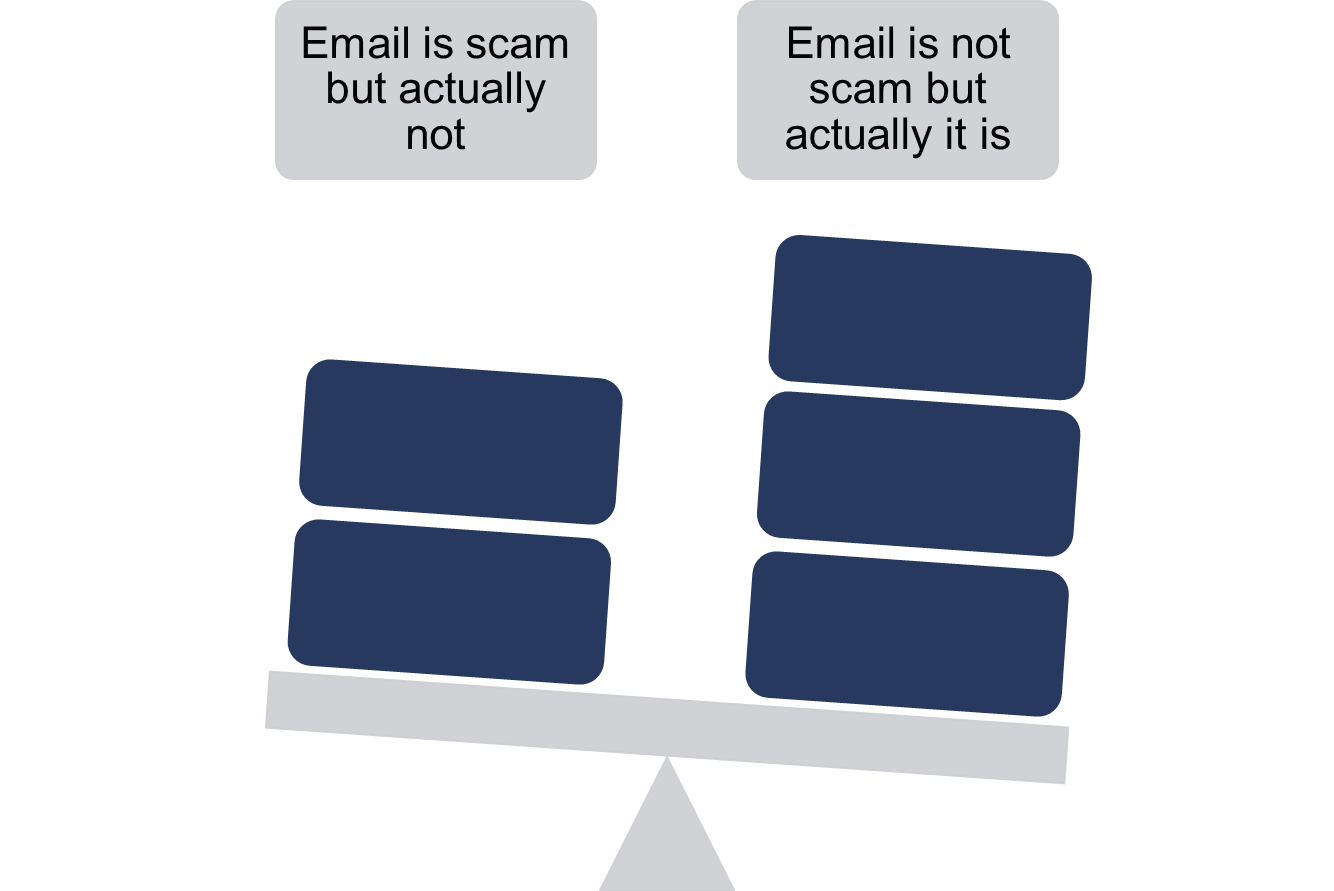 Email is scam
but actually
not
Email is not
scam but
actually it is